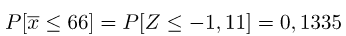 P[x̅ ≤ 66] = P[Z ≤ −1, 11] = 0, 1335